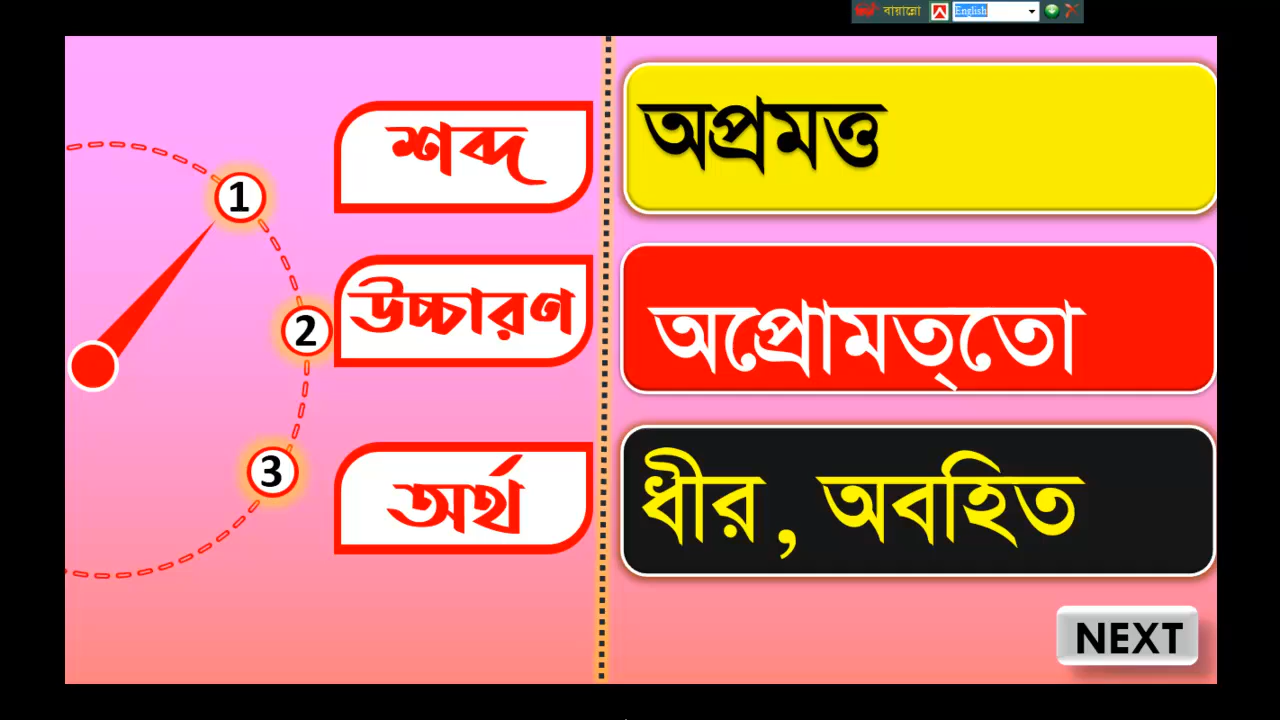 বায়ান্নো English
1 শব্দ অপ্রমত্ত
2 উচ্চারণ অপ্রোমত্‌তো
3 অর্থ ধীর, অবহিত
NEXT